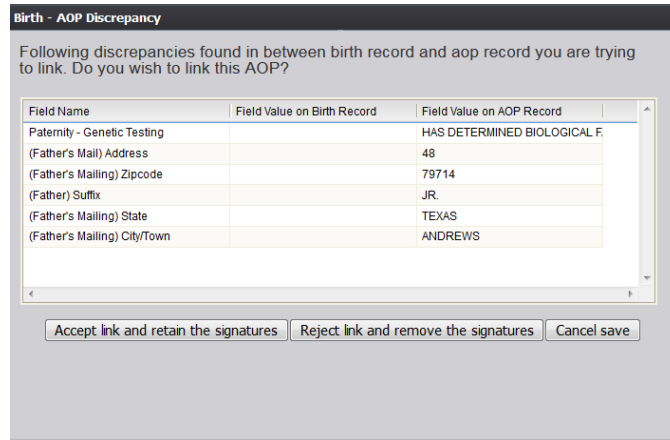 Birth - AOP Discrepancy
Following discrepancies found in between birth record and aop record you are trying
to link. Do you wish to link this AOP?
Field Name Field Value on Birth Record Field Value on AOP Record
Paternity - Genetic Testing HAS DETERMINED BIOLOGICAL F
(Father's Mail) Address 48
(Father's Mailing) Zipcode 79714
(Father) Suffix JR.
(Father's Mailing) State TEXAS
(Father's Mailing) City/Town ANDREWS
Accept link and retain the signatures Reject link and remove the signatures Cancel save